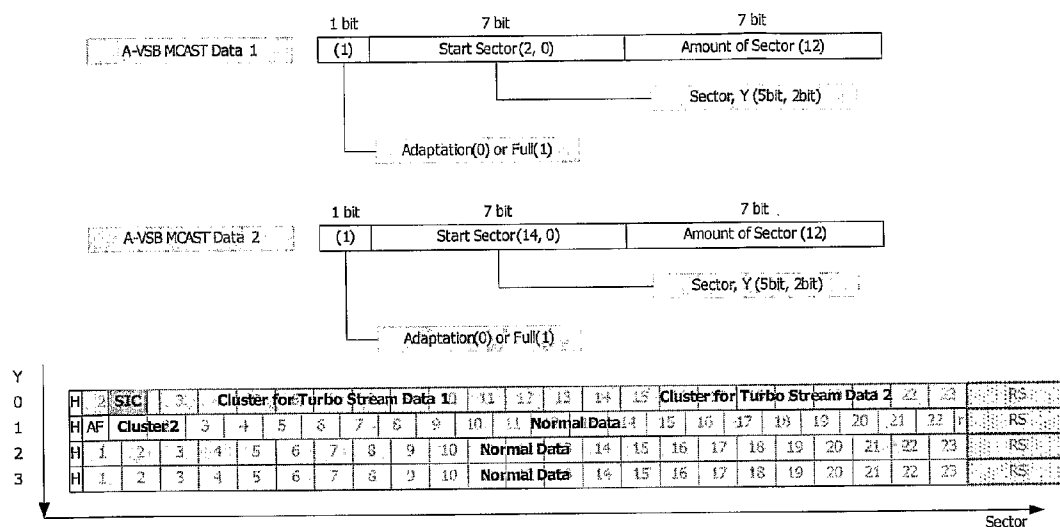 1 bit 7 bit 7 bit
A-VSB MCAST Data 1 (1) Start Sector(2, 0) Amount of Sector (12)
Sector, Y (5bit, 2bit)
Adaptation(0) or Full(1)
1 bit 7 bit 7 bit
A-VSB MCAST Data 2 (1) Start Sector(14, 0) Amount of Sector (12)
Sector, Y (5bit, 2bit)
Adaptation(0) or Full(1)
Y
0 H 2 SIC 3 Cluster for Turbo Stream Data 1 10 11 12 13 14 15 Cluster for Turbo Stream Data 2 22 23 RS
1 H AF Cluster2 3 4 5 6 7 8 9 10 11 Normal Data 14 15 16 17 18 19 20 21 22 23 r RS
2 H 1 2 3 4 5 6 7 8 9 10 Normal Data 14 15 16 17 18 19 20 21 22 23 RS
3 H 1 2 3 4 5 6 7 8 9 10 Normal Data 14 15 16 17 18 19 20 21 22 23 RS
Sector